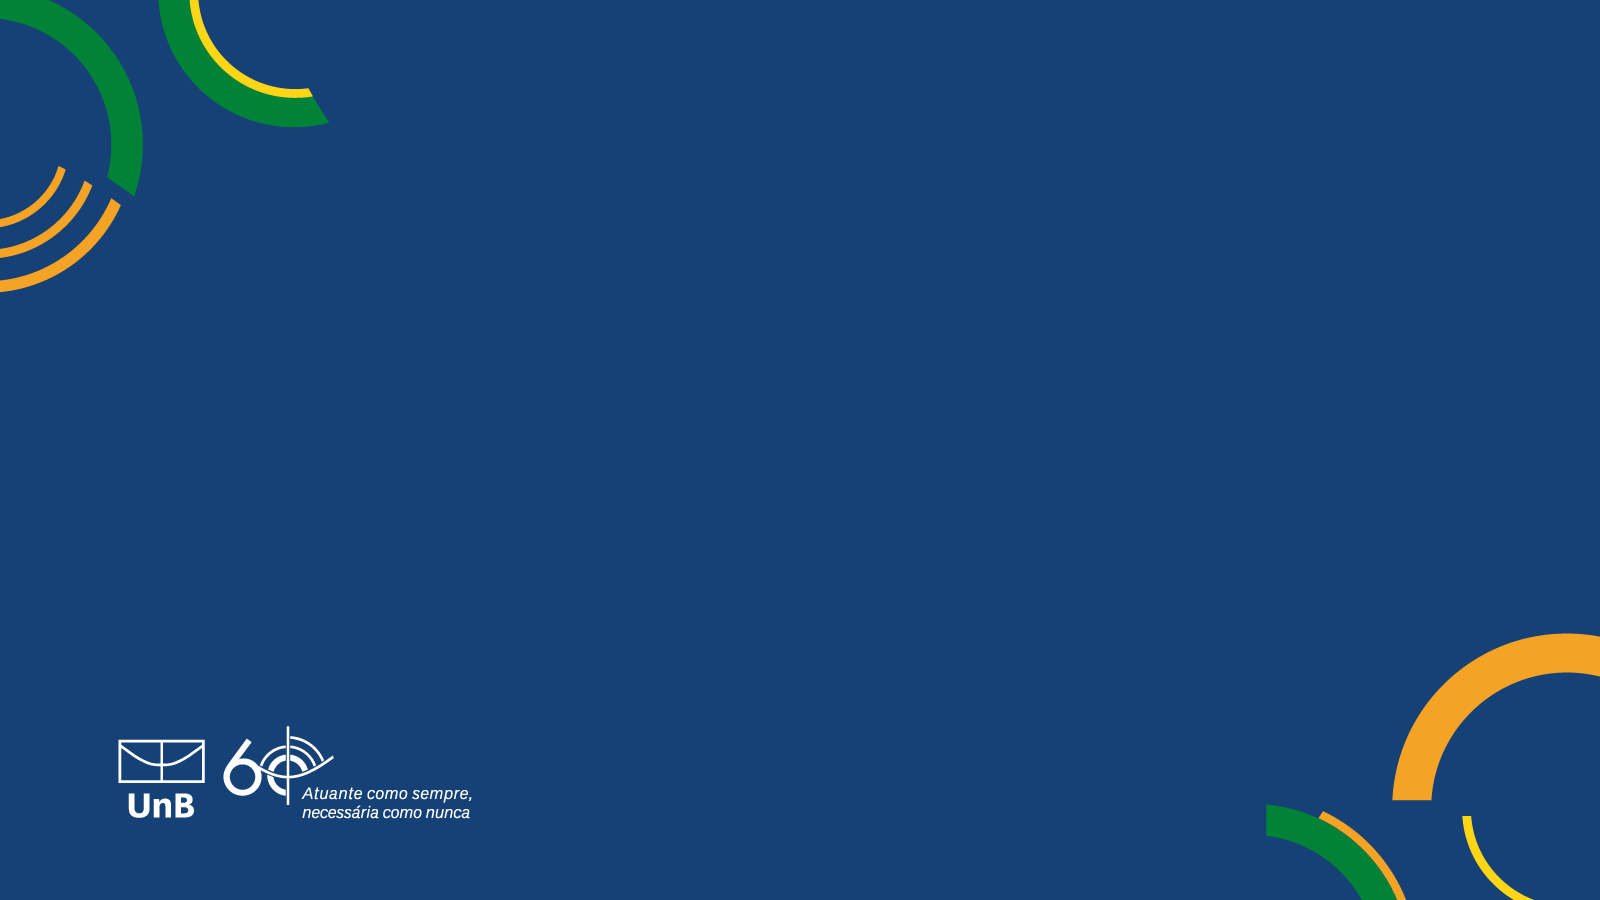 UnB
60
Atuante como sempre,
necessária como nunca